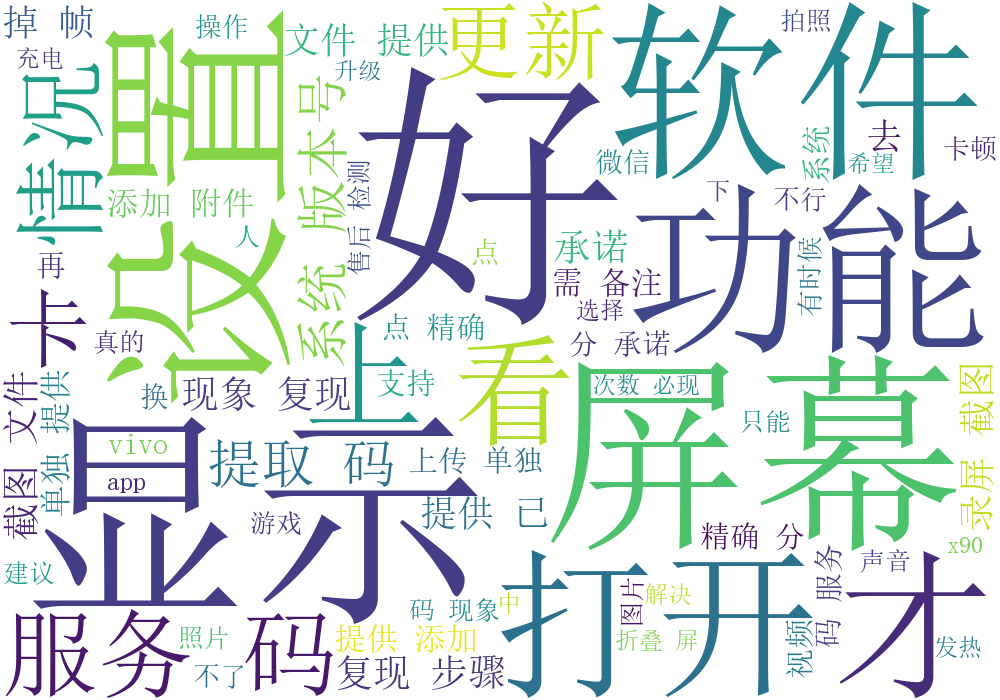 掉 帧
操作
文件 提供
更新
软件
拍照
充电
升级
情况
设置
系统 版本号
好
微信
系统
希望
去
卡顿
添加 附件
人
售后 检测
点
承诺
功能
下
不行
有时候
再
需 备注
选择
卡
真的
上
点 精确
分 承诺
看
屏幕
截图 文件
单独 提供
换
现象 复现
支持
次数 必现
只能
录屏 截图
显示
vivo
app
提取 码
上传 单独
游戏
提供 己
精确 分
x90
建议
打开
才
服务
声音
码
码 现象
中
图片
解决
码 服务
视频
照片
提供 添加
折叠 屏
发热
不了
复现 步骤